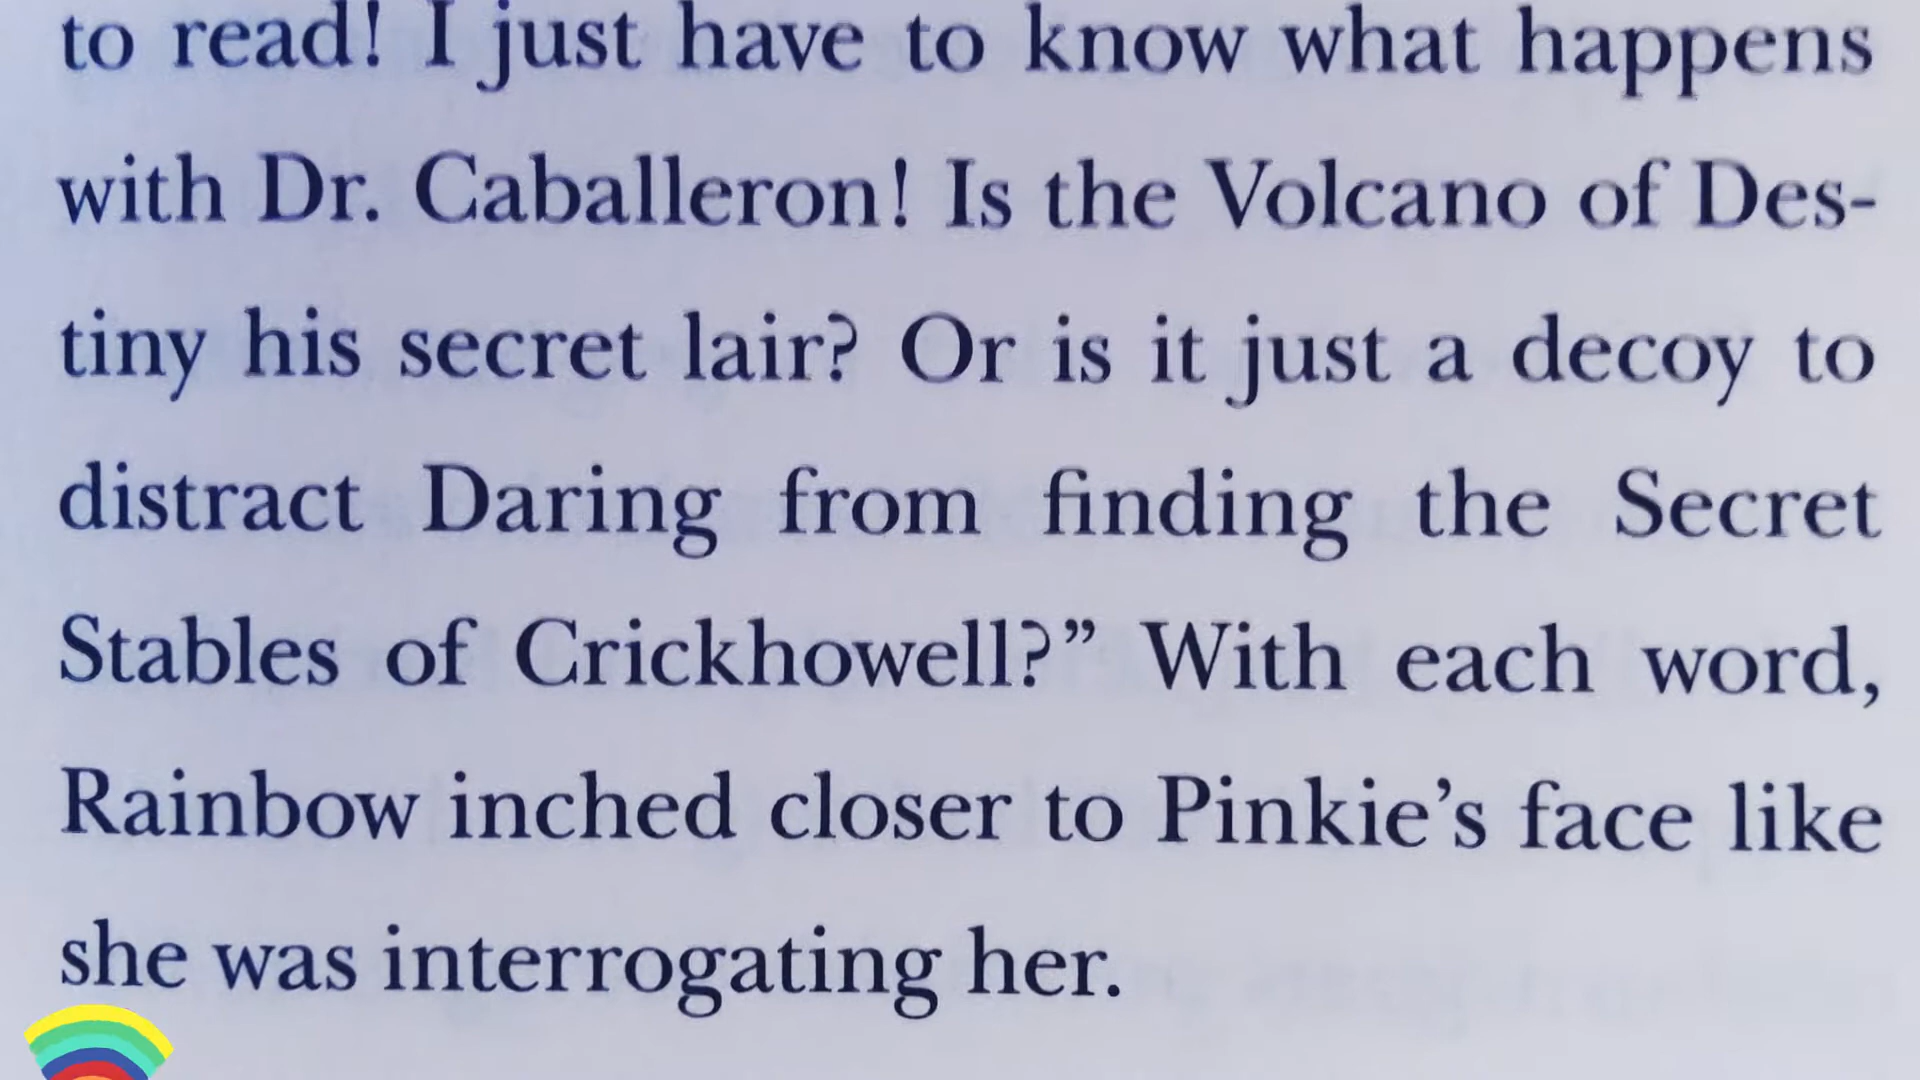 to read! I just have to know what happens
with Dr. Caballeron! Is the Volcano of Des-
tiny his secret lair? Or is it just a decoy to
distract Daring from finding the Secret
Stables of Crickhowell?” With each word,
Rainbow inched closer to Pinkie’s face like
she was interrogating her.